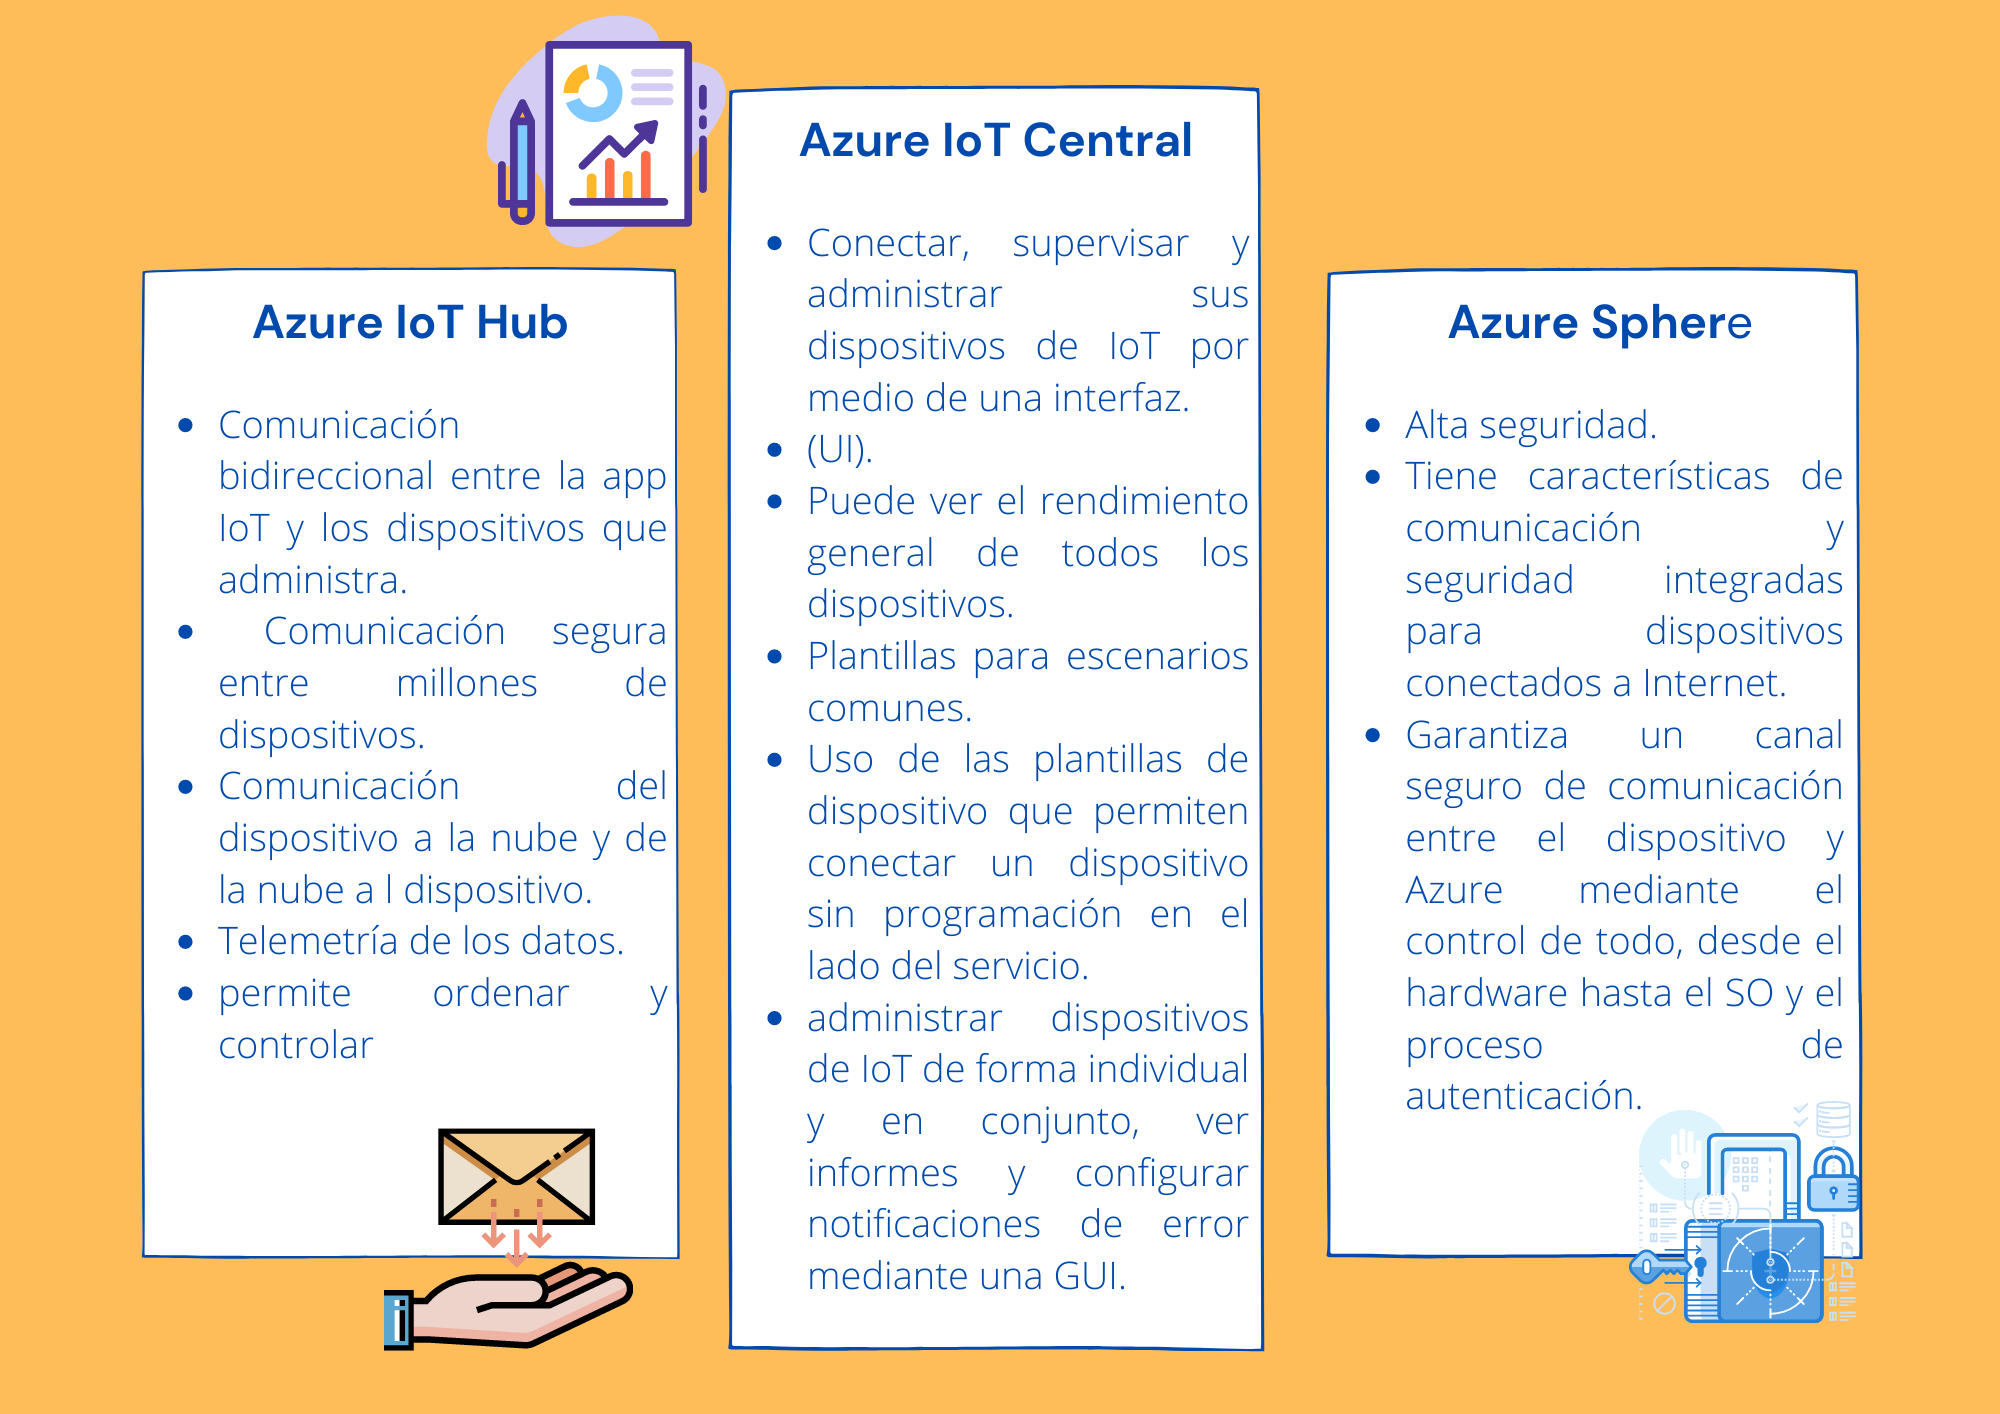 Azure IoT Hub
• Comunicación
bidireccional entre la app
IoT y los dispositivos que
administra.
• Comunicación segura
entre millones de
dispositivos.
• Comunicación del
dispositivo a la nube y de
la nube a l dispositivo.
• Telemetría de los datos.
• permite ordenar y
controlar
Azure IoT Central
• Conectar, supervisar y
administrar sus
dispositivos de IoT por
medio de una interfaz.
• (UI).
• Puede ver el rendimiento
general de todos los
dispositivos.
• Plantillas para escenarios
comunes.
• Uso de las plantillas de
dispositivo que permiten
conectar un dispositivo
sin programación en el
lado del servicio.
• administrar dispositivos
de IoT de forma individual
y en conjunto, ver
informes y configurar
notificaciones de error
mediante una GUI.
Azure Sphere
• Alta seguridad.
• Tiene características de
comunicación y
seguridad integradas
para dispositivos
conectados a Internet.
• Garantiza un canal
seguro de comunicación
entre el dispositivo y
Azure mediante el
control de todo, desde el
hardware hasta el SO y el
proceso de
autenticación.